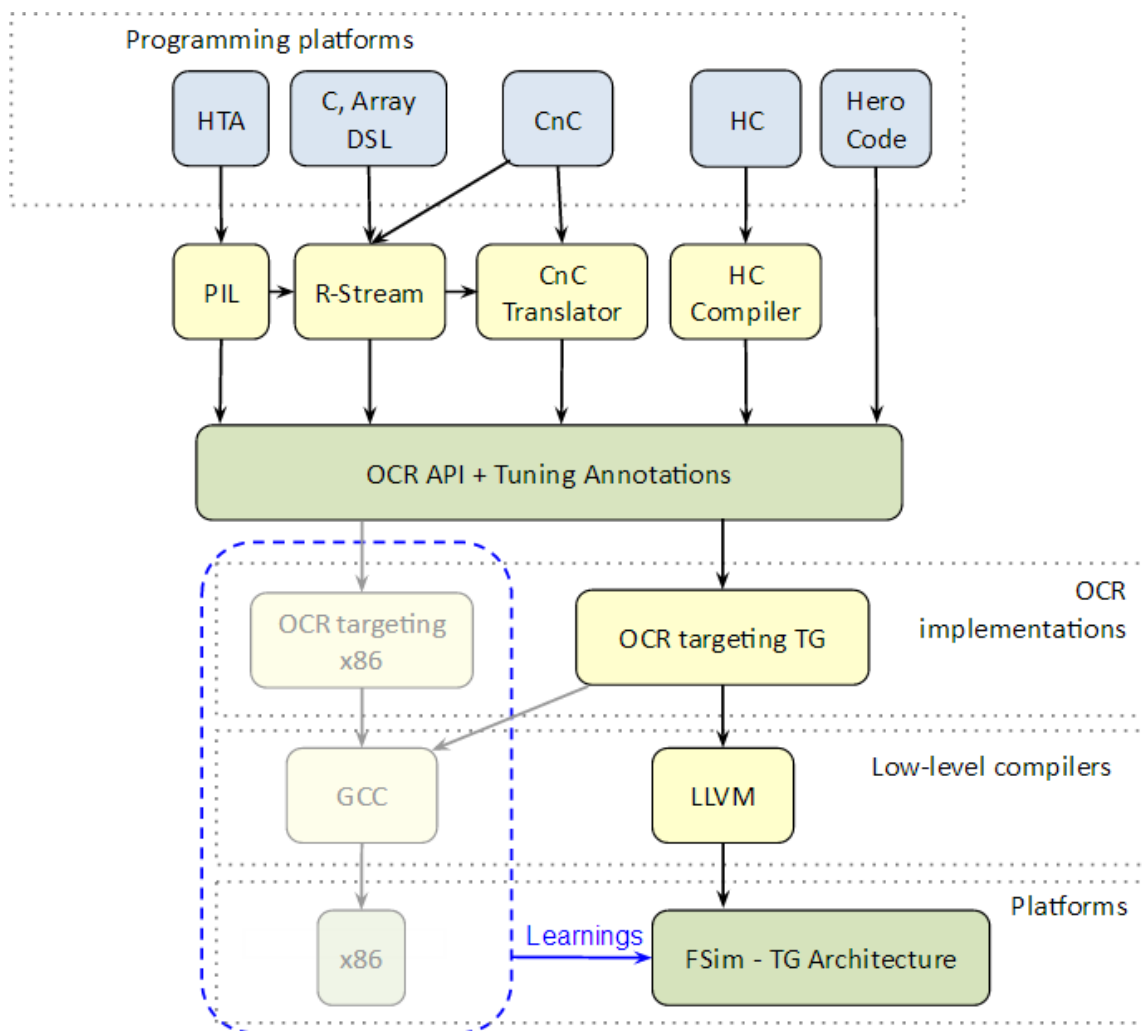 Programming platforms
HTA
C, Array
DSL
CnC
HC
Hero
Code
PIL
R-Stream
CnC
Translator
HC
Compiler
OCR API + Tuning Annotations
OCR targeting
x86
OCR targeting TG
OCR
implementations
GCC
LLVM
Low-level compilers
x86
Learnings
FSim - TG Architecture
Platforms